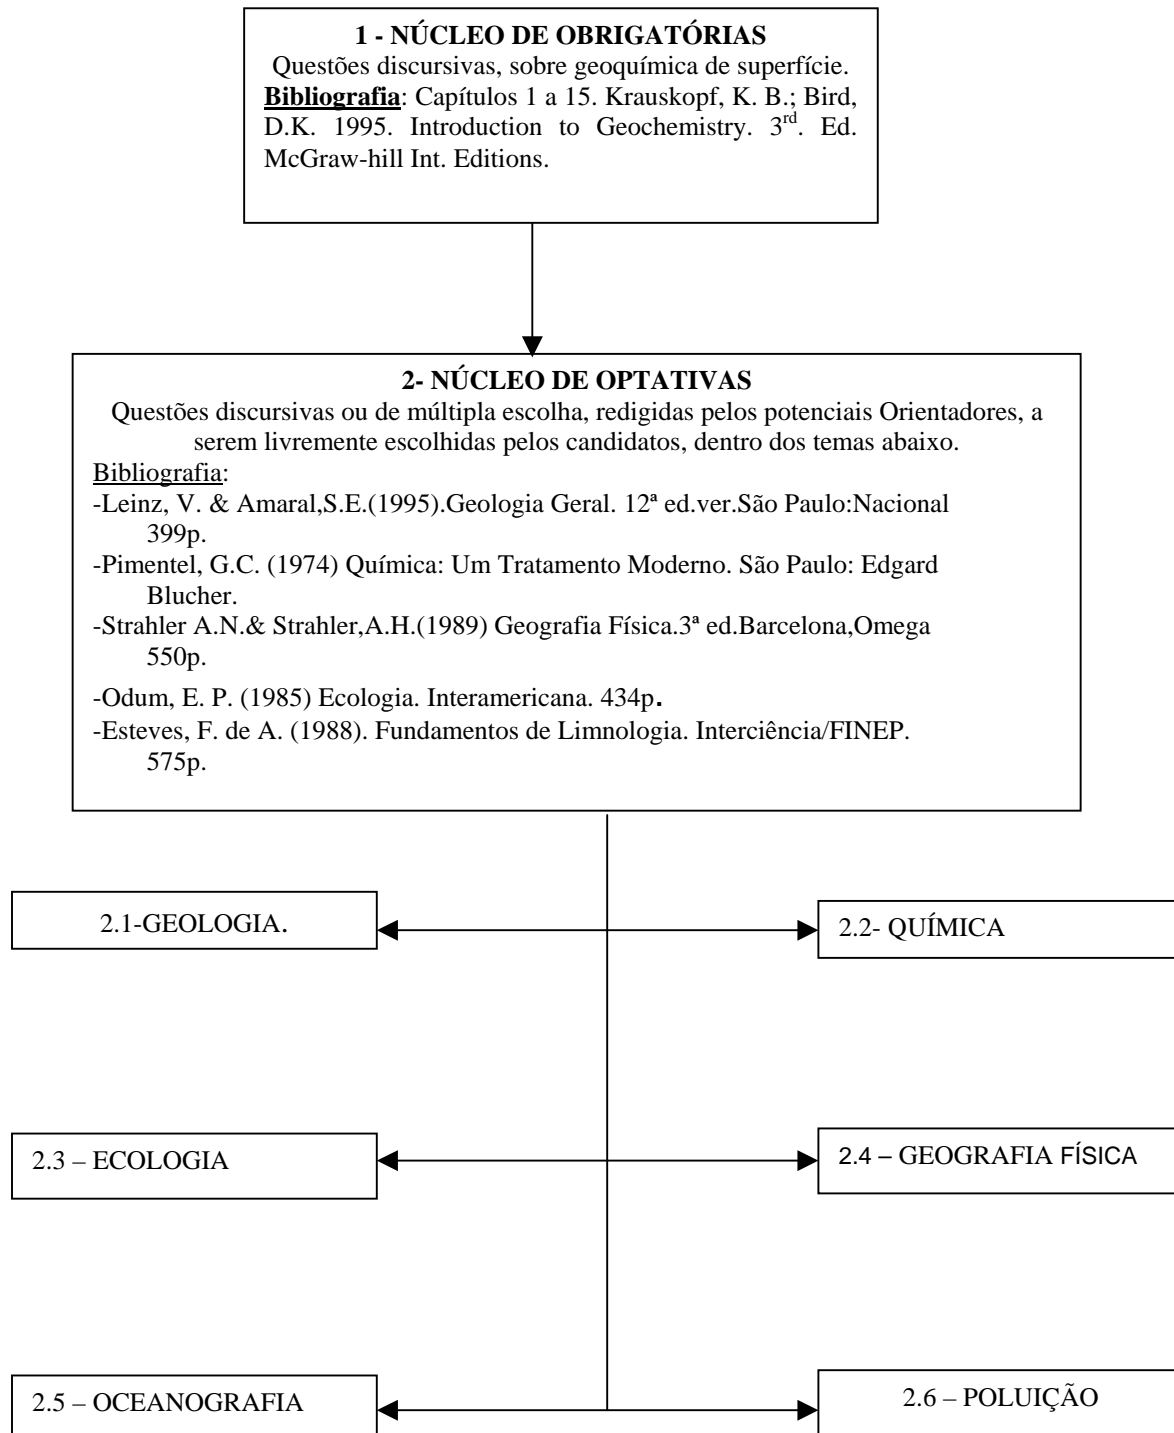 1 - NÚCLEO DE OBRIGATÓRIAS
Questões discursivas, sobre geoquímica de superfície.
Bibliografia: Capítulos 1 a 15. Krauskopf, K. B.; Bird,
D.K. 1995. Introduction to Geochemistry. 3rd. Ed.
McGraw-hill Int. Editions.
2- NÚCLEO DE OPTATIVAS
Questões discursivas ou de múltipla escolha, redigidas pelos potenciais Orientadores, a
serem livremente escolhidas pelos candidatos, dentro dos temas abaixo.
Bibliografia:
-Leinz, V. & Amaral,S.E.(1995).Geologia Geral. 12ª ed.ver.São Paulo:Nacional
399p.
-Pimentel, G.C. (1974) Química: Um Tratamento Moderno. São Paulo: Edgard
Blucher.
-Strahler A.N.& Strahler,A.H.(1989) Geografia Física.3ª ed.Barcelona,Omega
550p.
-Odum, E. P. (1985) Ecologia. Interamericana. 434p.
-Esteves, F. de A. (1988). Fundamentos de Limnologia. Interciência/FINEP.
575p.
2.1-GEOLOGIA.
2.2- QUÍMICA
2.3 – ECOLOGIA
2.4 – GEOGRAFIA FÍSICA
2.5 – OCEANOGRAFIA
2.6 – POLUIÇÃO